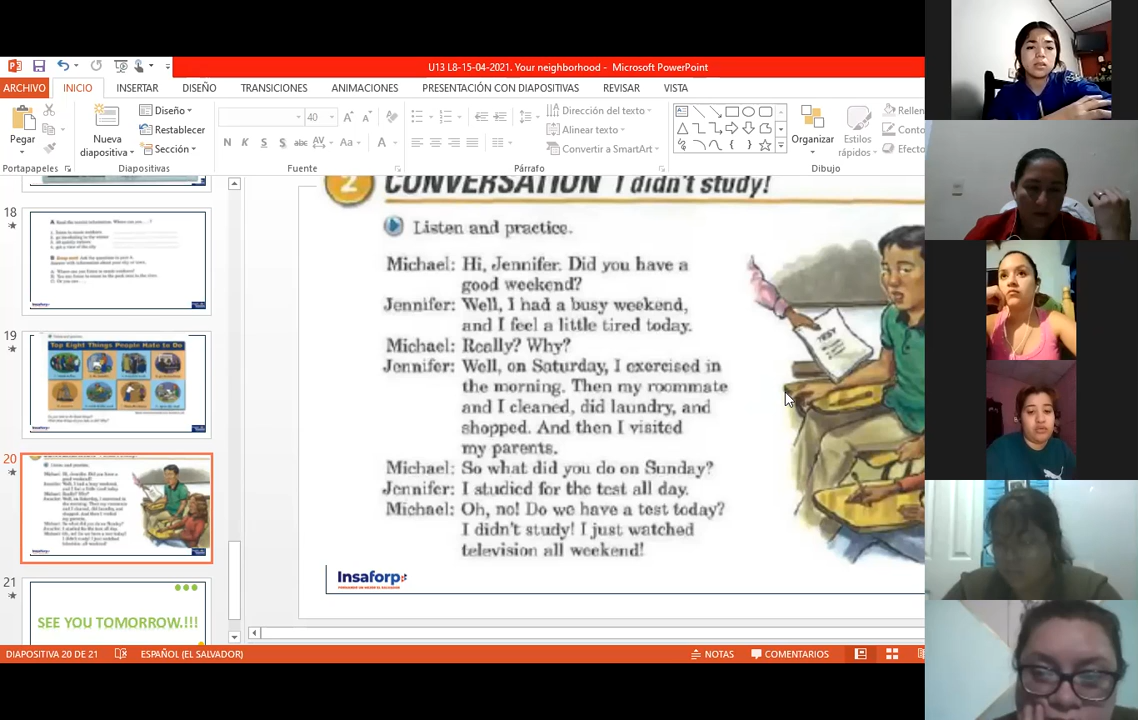 U13 L8-15-04-2021. Your neighborhood - Microsoft PowerPoint
ARCHIVO INICIO INSERTAR DISEÑO TRANSICIONES ANIMACIONES PRESENTACIÓN CON DIAPOSITIVAS REVISAR VISTA
Pegar
Nueva
diapositiva
Diseño
Restablecer
Sección
40
N K S S abc AV Aa A
Dirección del texto
Alinear texto
Convertir a SmartArt
Organizar
Estilos
rápidos
Portapapeles Diapositivas Fuente Párrafo Dibujo
18
19
Top Eight Things People Hate to Do
20
21
SEE YOU TOMORROW.!!!
2 CONVERSATION I didn't study!
Listen and practice.
Michael: Hi, Jennifer. Did you have a
good weekend?
Jennifer: Well, I had a busy weekend,
and I feel a little tired today.
Michael: Really? Why?
Jennifer: Well, on Saturday, I exercised in
the morning. Then my roommate
and I cleaned, did laundry, and
shopped. And then I visited
my parents.
Michael: So what did you do on Sunday?
Jennifer: I studied for the test all day.
Michael: Oh, no! Do we have a test today?
I didn't study! I just watched
television all weekend!
Insaforp
DIAPOSITIVA 20 DE 21 ESPAÑOL (EL SALVADOR) NOTAS COMENTARIOS